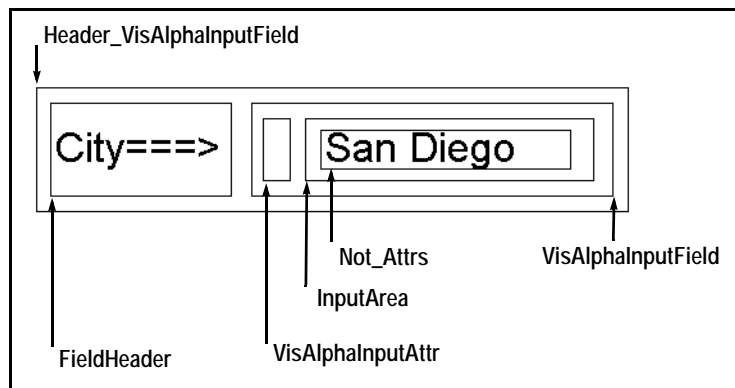 Header_VisAlphaInputField
City===> San Diego
Not_Attrs VisAlphaInputField
InputArea
FieldHeader VisAlphaInputAttr